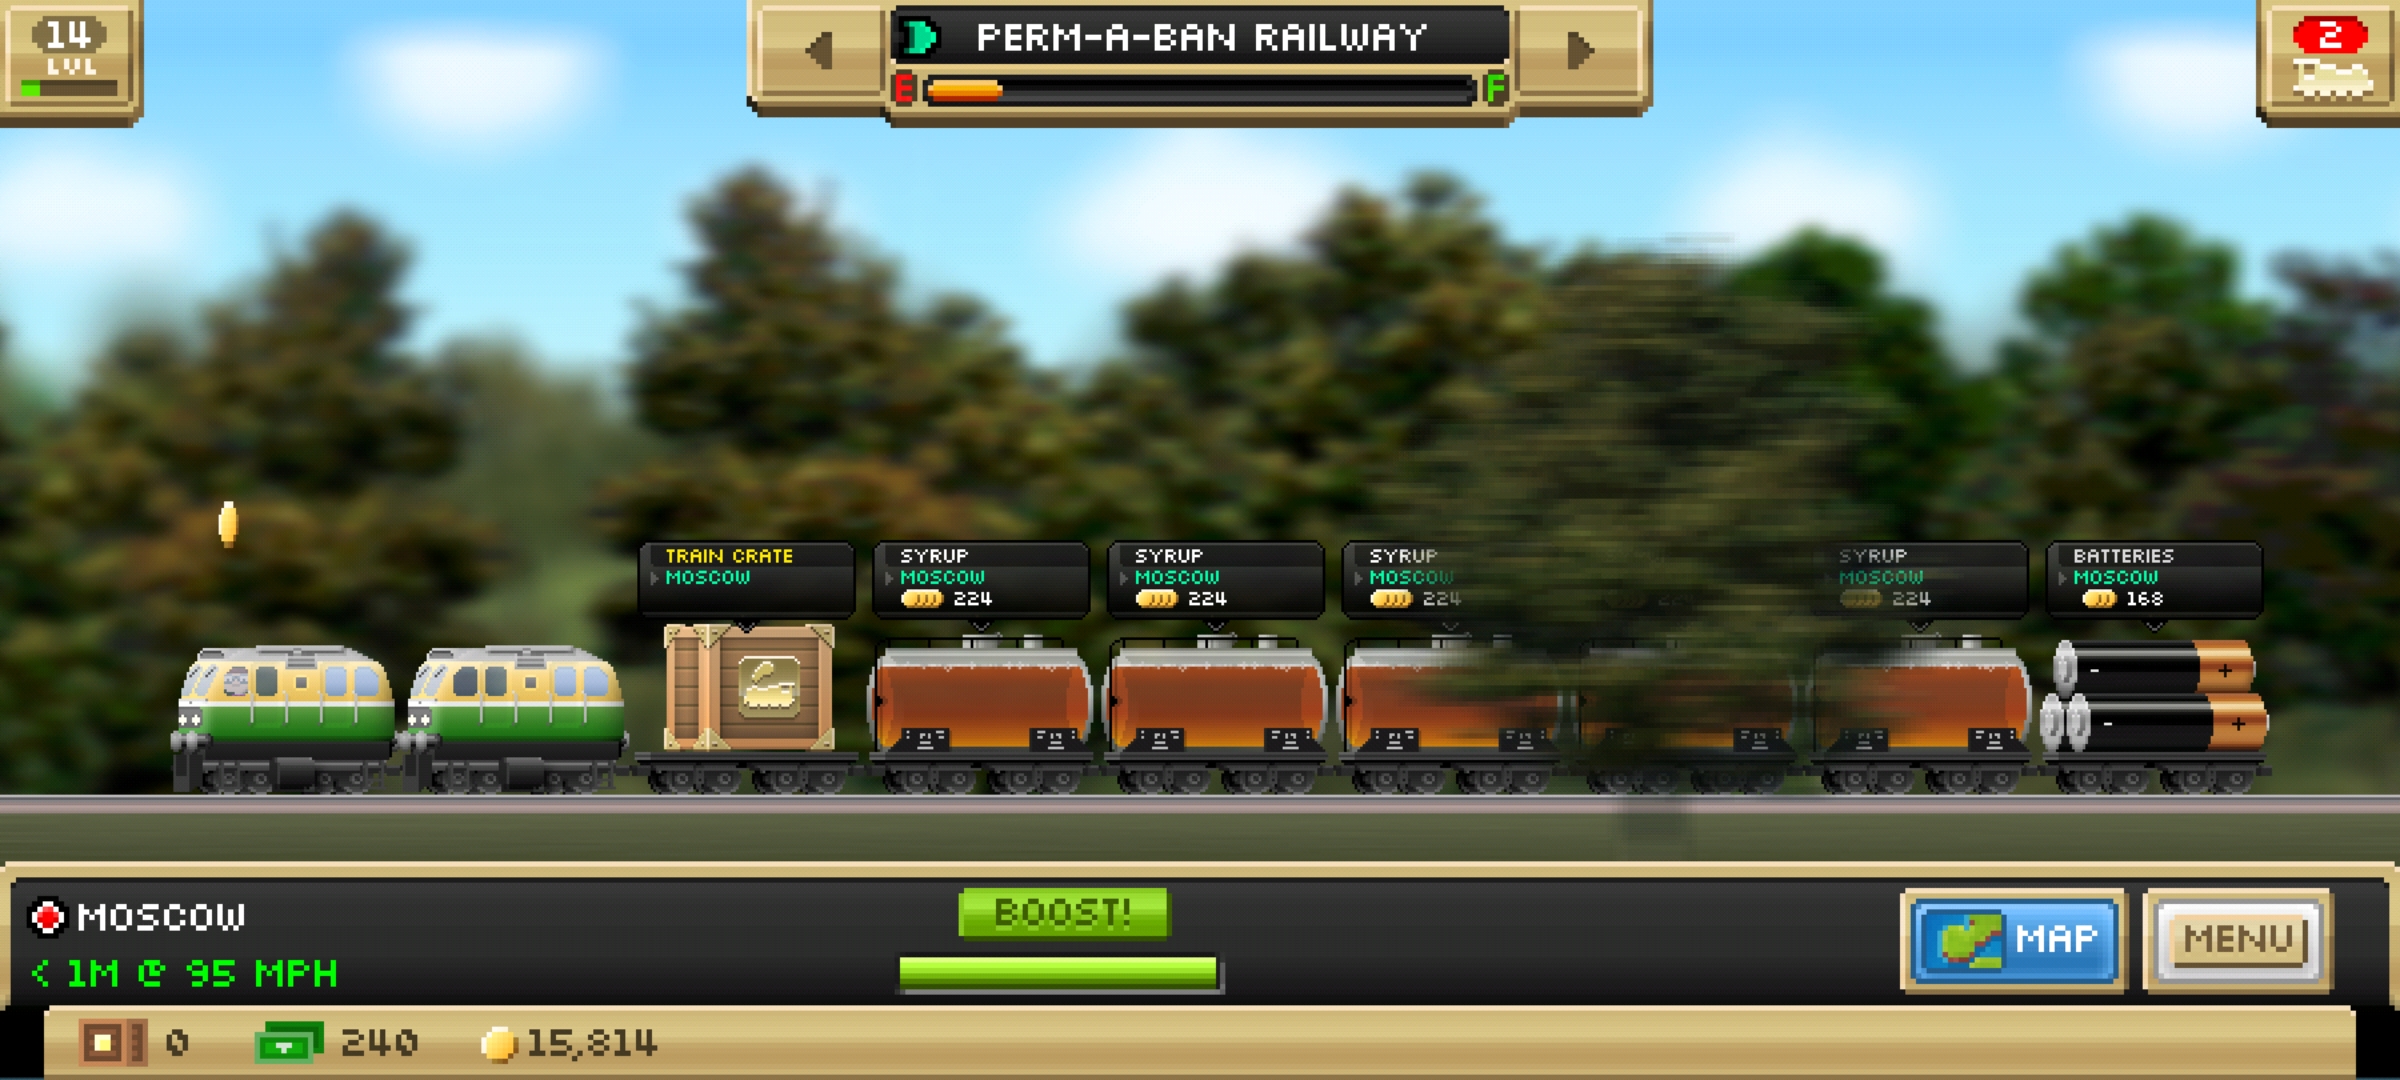 14
LVL
PERM-A-BAN RAILWAY
E
F
2
TRAIN CRATE
MOSCOW
SYRUP
MOSCOW
224
SYRUP
MOSCOW
224
SYRUP
MOSCOW
224
SYRUP
MOSCOW
224
BATTERIES
MOSCOW
168
- +
- +
MOSCOW
< 1M @ 95 MPH
BOOST!
MAP
MENU
0
240
15,814